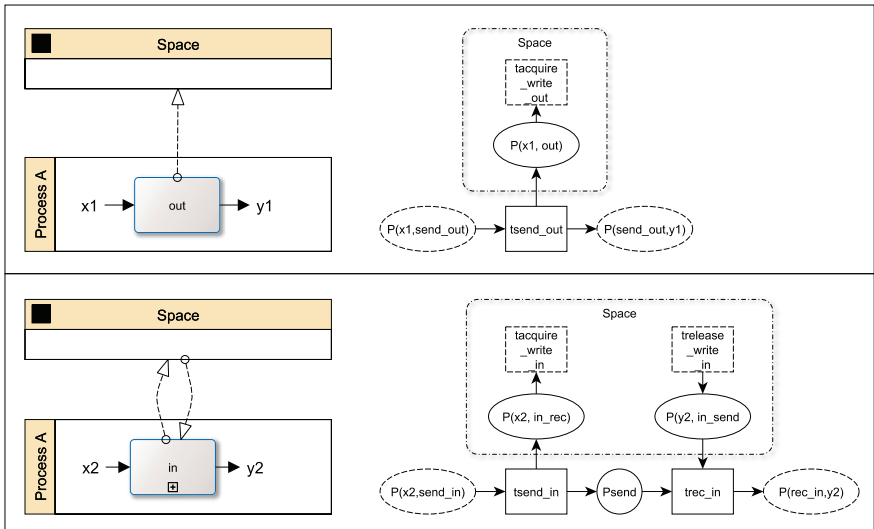 Space
Process A
x1
out
y1
Space
tacquire
_write
_out
P(x1, out)
P(x1,send_out)
tsend_out
P(send_out,y1)
Space
Process A
x2
in
y2
Space
tacquire
_write
_in
trelease
_write
_in
P(x2, in_rec)
P(y2, in_send
P(x2,send_in)
tsend_in
Psend
trec_in
P(rec_in,y2)